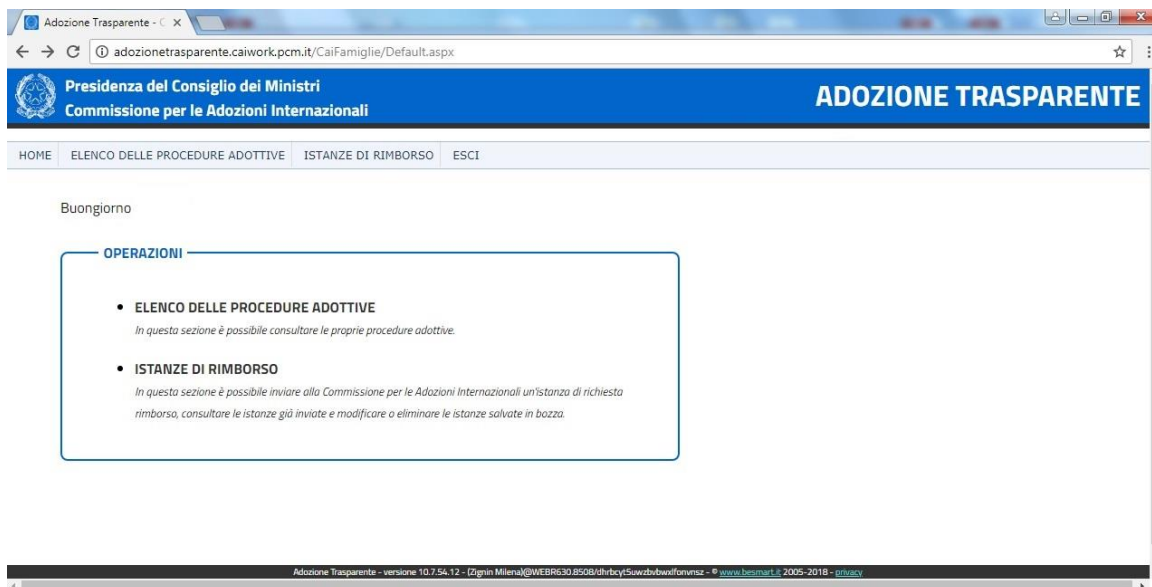 Adozione Trasparente - C
adozionetrasparente.caiwork.pcm.it/CaiFamiglie/Default.aspx
Presidenza del Consiglio dei Ministri
Commissione per le Adozioni Internazionali
ADOZIONE TRASPARENTE
HOME ELENCO DELLE PROCEDURE ADOTTIVE ISTANZE DI RIMBORSO ESCI
Buongiorno
OPERAZIONI
• ELENCO DELLE PROCEDURE ADOTTIVE
In questa sezione è possibile consultare le proprie procedure adottive.
• ISTANZE DI RIMBORSO
In questa sezione è possibile inviare alla Commissione per le Adozioni Internazionali un'istanza di richiesta
rimborso, consultare le istanze già inviate e modificare o eliminare le istanze salvate in bozza.
Adozione Trasparente - versione 10.7.54.12 - (Zignin Milena)@WEBR630.8508/ - © www.besmart.it 2005-2018 - privacy